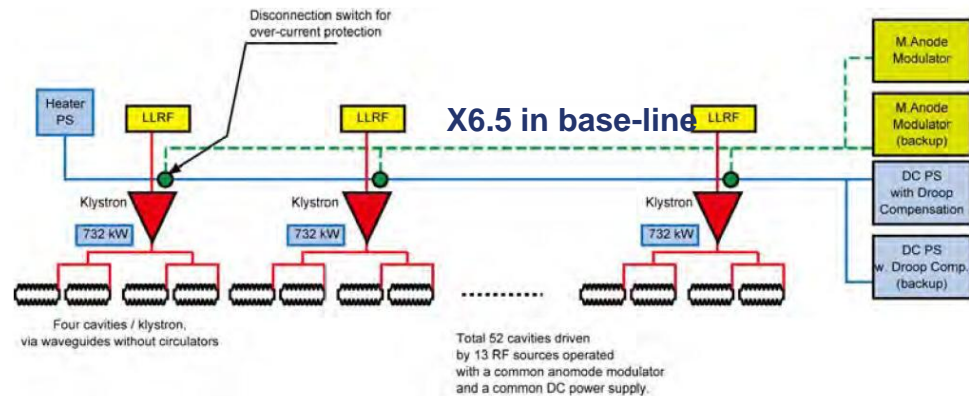 Disconnection switch for
over-current protection
M.Anode
Modulator
Heater
PS
LLRF
LLRF
X6.5 in base-line
LLRF
M.Anode
Modulator
(backup)
DC PS
with Droop
Compensation
Klystron
Klystron
Klystron
732 kW
732 kW
732 kW
DC PS
w. Droop Comp.
(backup)
Four cavities / klystron,
via waveguides without circulators
Total 52 cavities driven
by 13 RF sources operated
with a common anomode modulator
and a common DC power supply.